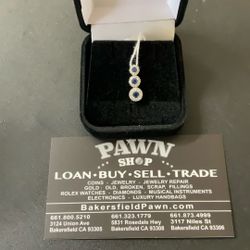 PAWN
SHOP
LOAN • BUY • SELL • TRADE
COINS - JEWELRY - JEWELRY REPAIR
GOLD - OLD, BROKEN, SCRAP, FILLINGS
ROLEX WATCHES - DIAMONDS - MUSICAL INSTRUMENTS
ELECTRONICS - LUXURY HANDBAGS
BakersfieldPawn.com
661.800.5210 661.323.1779 661.873.4999
3124 Union Ave 5831 Rosedale Hwy 3117 Niles St
Bakersfield CA 93305 Bakersfield CA 93308 Bakersfield CA 93306